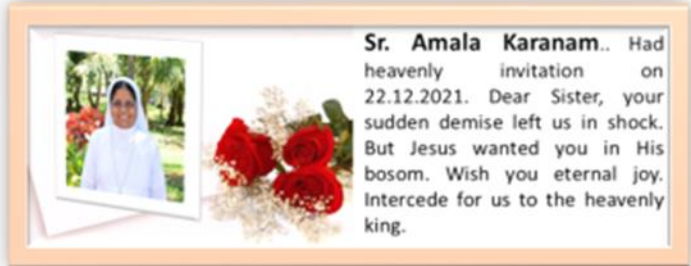 Sr. Amala Karanam.. Had
heavenly invitation on
22.12.2021. Dear Sister, your
sudden demise left us in shock.
But Jesus wanted you in His
bosom. Wish you eternal joy.
Intercede for us to the heavenly
king.